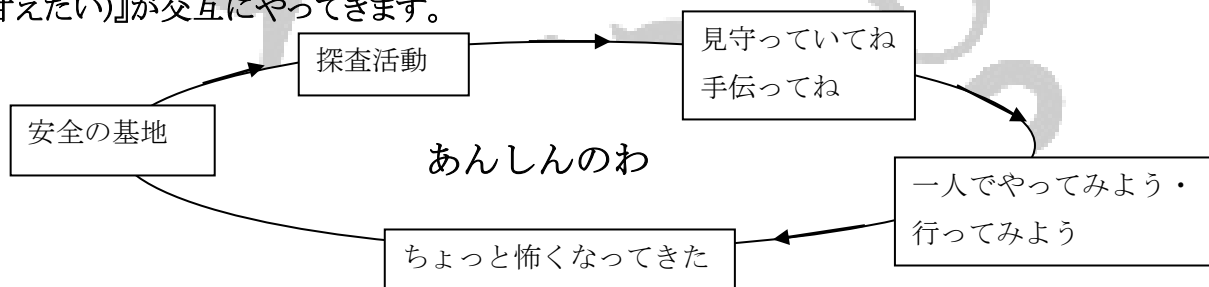 えたい)』が交互にやってきます。
探査活動
見守っていてね
手伝ってね
安全の基地
あんしんのわ
一人でやってみよう・
行ってみよう
ちょっと怖くなってきた